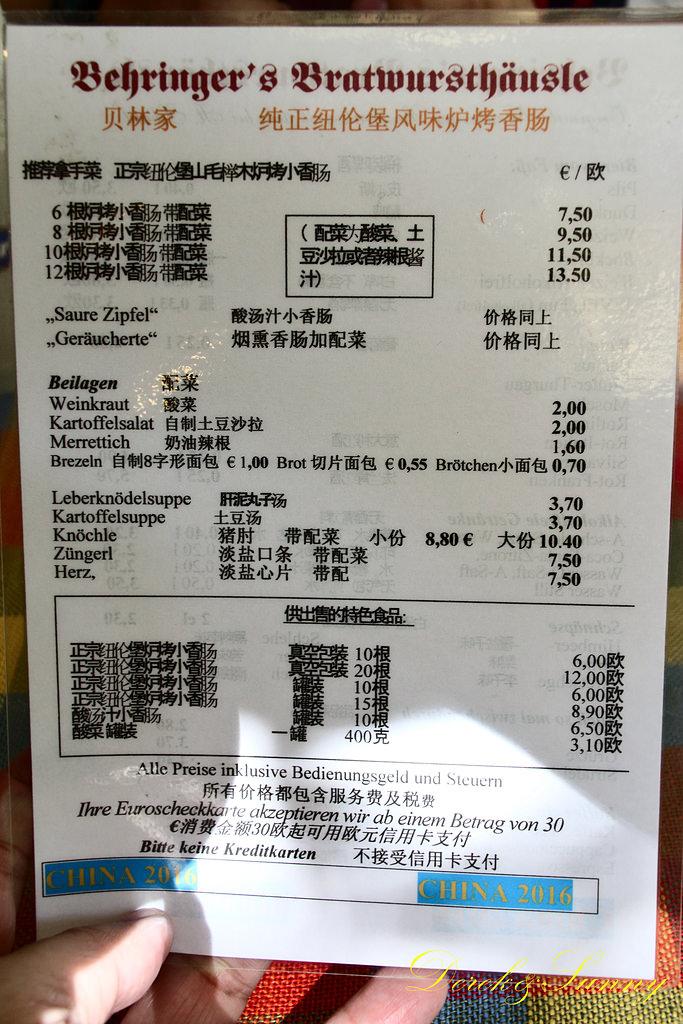 Behringer's Bratwursthäusle
贝林家 纯正纽伦堡风味炉烤香肠
推荐拿手菜 正宗纽伦堡山毛榉木炉烤小香肠 € / 欧
6 根炉烤小香肠 带配菜 7,50
8 根炉烤小香肠 带配菜 9,50
10根炉烤小香肠 带配菜 11,50
12根炉烤小香肠 带配菜 13.50
( 配菜为酸菜、土
豆沙拉或者辣根酱
汁)
„Saure Zipfel“ 酸汤汁小香肠 价格同上
„Geräucherte“ 烟熏香肠加配菜 价格同上
Beilagen 配菜
Weinkraut 酸菜 2,00
Kartoffelsalat 自制土豆沙拉 2,00
Merrettich 奶油辣根 1,60
Brezeln 自制8字形面包 € 1,00 Brot 切片面包 € 0,55 Brötchen小面包 0,70
Leberknödelsuppe 肝泥丸子汤 3,70
Kartoffelsuppe 土豆汤 3,70
Knöchle 猪肘 带配菜 小份 8,80 € 大份 10.40
Züngerl 淡盐口条 带配菜 7,50
Herz, 淡盐心片 带配 7,50
供出售的特色食品:
正宗纽伦堡炉烤小香肠 真空包装 10根 6,00欧
正宗纽伦堡炉烤小香肠 真空包装 20根 12,00欧
正宗纽伦堡炉烤小香肠 罐装 10根 6,00欧
正宗纽伦堡炉烤小香肠 罐装 15根 8,90欧
酸汤汁小香肠 罐装 10根 6,50欧
酸菜 罐装 一罐 400克 3,10欧
Alle Preise inklusive Bedienungsgeld und Steuern
所有价格都包含服务费及税费
Ihre Euroscheckkarte akzeptieren wir ab einem Betrag von 30
€消费金额30欧起可用欧元信用卡支付
Bitte keine Kreditkarten 不接受信用卡支付
CHINA 2016 CHINA 2016
Derek & Sunny